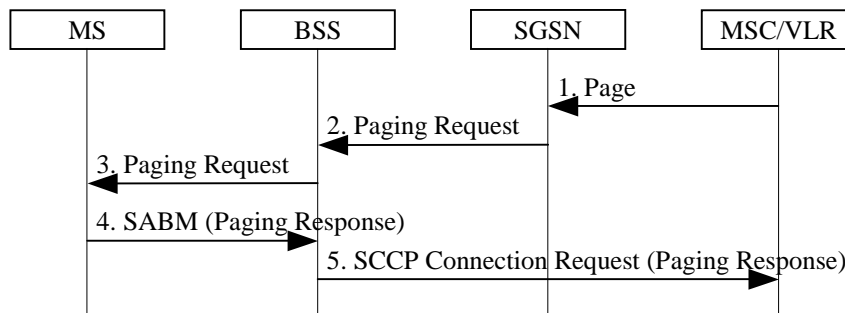 MS
BSS
SGSN
MSC/VLR
1. Page
2. Paging Request
3. Paging Request
4. SABM (Paging Response)
5. SCCP Connection Request (Paging Response)